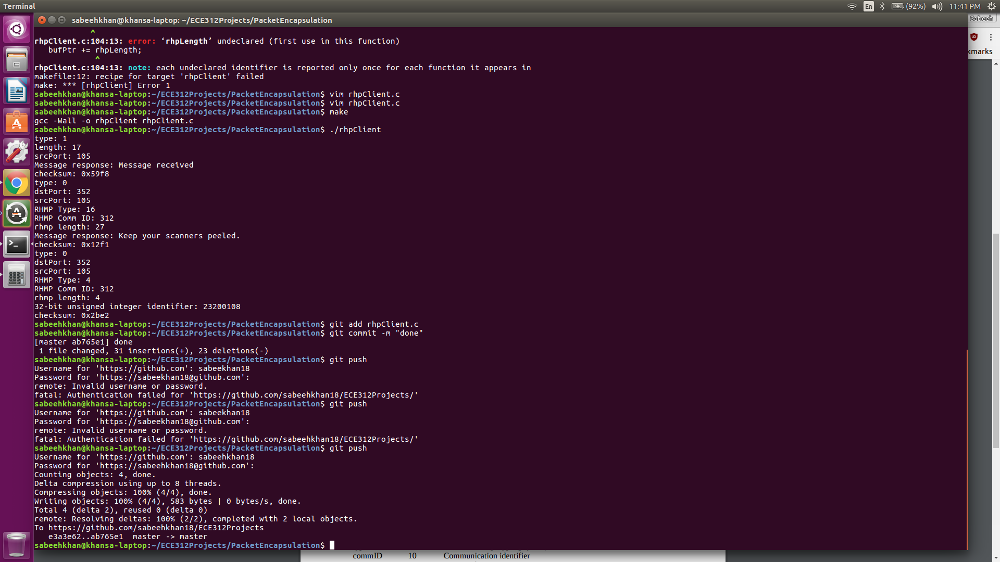 Terminal
En
(92%)
11:41 PM
sabeehkhan@khansa-laptop: ~/ECE312Projects/PacketEncapsulation
Sabeeh
kmarks
^
rhpClient.c:104:13: error: ‘rhpLength’ undeclared (first use in this function)
bufPtr += rhpLength;
^
rhpClient.c:104:13: note: each undeclared identifier is reported only once for each function it appears in
makefile:12: recipe for target 'rhpClient' failed
make: *** [rhpClient] Error 1
sabeehkhan@khansa-laptop:~/ECE312Projects/PacketEncapsulation$ vim rhpClient.c
sabeehkhan@khansa-laptop:~/ECE312Projects/PacketEncapsulation$ vim rhpClient.c
sabeehkhan@khansa-laptop:~/ECE312Projects/PacketEncapsulation$ make
gcc -Wall -o rhpClient rhpClient.c
sabeehkhan@khansa-laptop:~/ECE312Projects/PacketEncapsulation$ ./rhpClient
type: 1
length: 17
srcPort: 105
Message response: Message received
checksum: 0x59f8
type: 0
dstPort: 352
srcPort: 105
RHMP Type: 16
RHMP Comm ID: 312
rhmp length: 27
Message response: Keep your scanners peeled.
checksum: 0x12f1
type: 0
dstPort: 352
srcPort: 105
RHMP Type: 4
RHMP Comm ID: 312
rhmp length: 4
32-bit unsigned integer identifier: 23200108
checksum: 0x2be2
sabeehkhan@khansa-laptop:~/ECE312Projects/PacketEncapsulation$ git add rhpClient.c
sabeehkhan@khansa-laptop:~/ECE312Projects/PacketEncapsulation$ git commit -m "done"
[master ab765e1] done
1 file changed, 31 insertions(+), 23 deletions(-)
sabeehkhan@khansa-laptop:~/ECE312Projects/PacketEncapsulation$ git push
Username for 'https://github.com': sabeekhan18
Password for 'https://sabeekhan18@github.com':
remote: Invalid username or password.
fatal: Authentication failed for 'https://github.com/sabeehkhan18/ECE312Projects/'
sabeehkhan@khansa-laptop:~/ECE312Projects/PacketEncapsulation$ git push
Username for 'https://github.com': sabeekhan18
Password for 'https://sabeekhan18@github.com':
remote: Invalid username or password.
fatal: Authentication failed for 'https://github.com/sabeehkhan18/ECE312Projects/'
sabeehkhan@khansa-laptop:~/ECE312Projects/PacketEncapsulation$ git push
Username for 'https://github.com': sabeehkhan18
Password for 'https://sabeehkhan18@github.com':
Counting objects: 4, done.
Delta compression using up to 8 threads.
Compressing objects: 100% (4/4), done.
Writing objects: 100% (4/4), 583 bytes | 0 bytes/s, done.
Total 4 (delta 2), reused 0 (delta 0)
remote: Resolving deltas: 100% (2/2), completed with 2 local objects.
To https://github.com/sabeehkhan18/ECE312Projects
e3a3e62..ab765e1  master -> master
sabeehkhan@khansa-laptop:~/ECE312Projects/PacketEncapsulation$
commID 10 Communication identifier